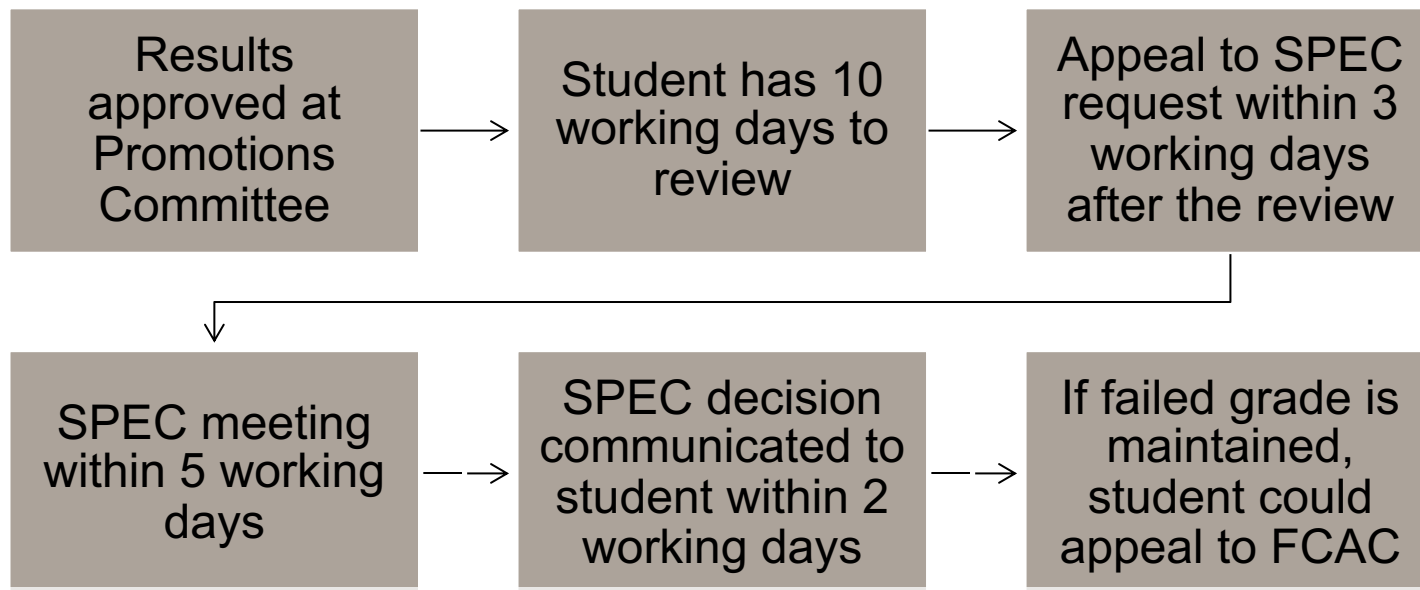 Results
approved at
Promotions
Committee
Student has 10
working days to
review
Appeal to SPEC
request within 3
working days
after the review
SPEC meeting
within 5 working
days
SPEC decision
communicated to
student within 2
working days
If failed grade is
maintained,
student could
appeal to FCAC